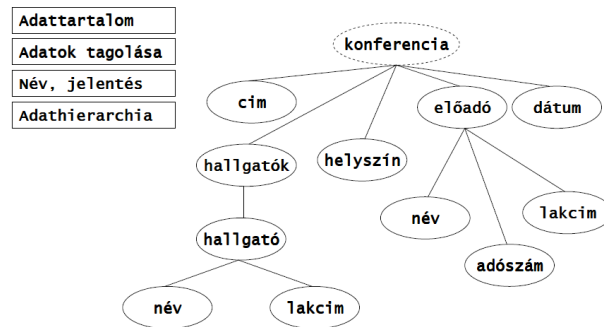 Adattartalom
Adatok tagolása
Név, jelentés
Adathierarchia
konferencia
cim
előadó
dátum
hallgatók
helyszín
név
lakcim
hallgató
adószám
név
lakcim